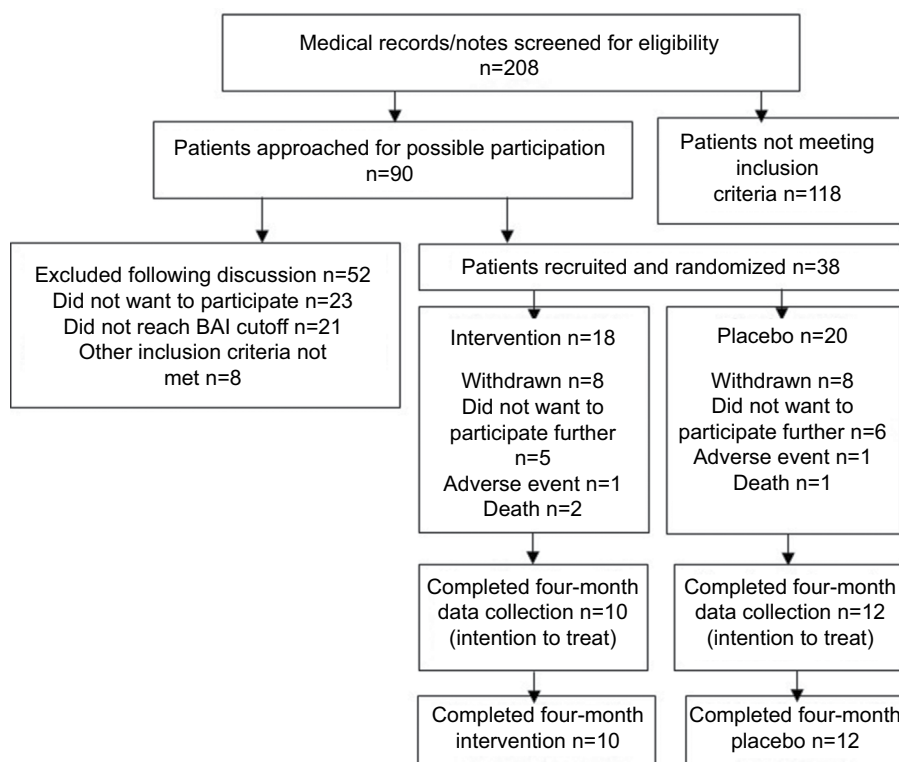 Medical records/notes screened for eligibility
n=208
Patients approached for possible participation
n=90
Patients not meeting
inclusion
criteria n=118
Excluded following discussion n=52
Did not want to participate n=23
Did not reach BAI cutoff n=21
Other inclusion criteria not
met n=8
Patients recruited and randomized n=38
Intervention n=18
Withdrawn n=8
Did not want to
participate further
n=5
Adverse event n=1
Death n=2
Placebo n=20
Withdrawn n=8
Did not want to
participate further n=6
Adverse event n=1
Death n=1
Completed four-month
data collection n=10
(intention to treat)
Completed four-month
data collection n=12
(intention to treat)
Completed four-month
intervention n=10
Completed four-month
placebo n=12